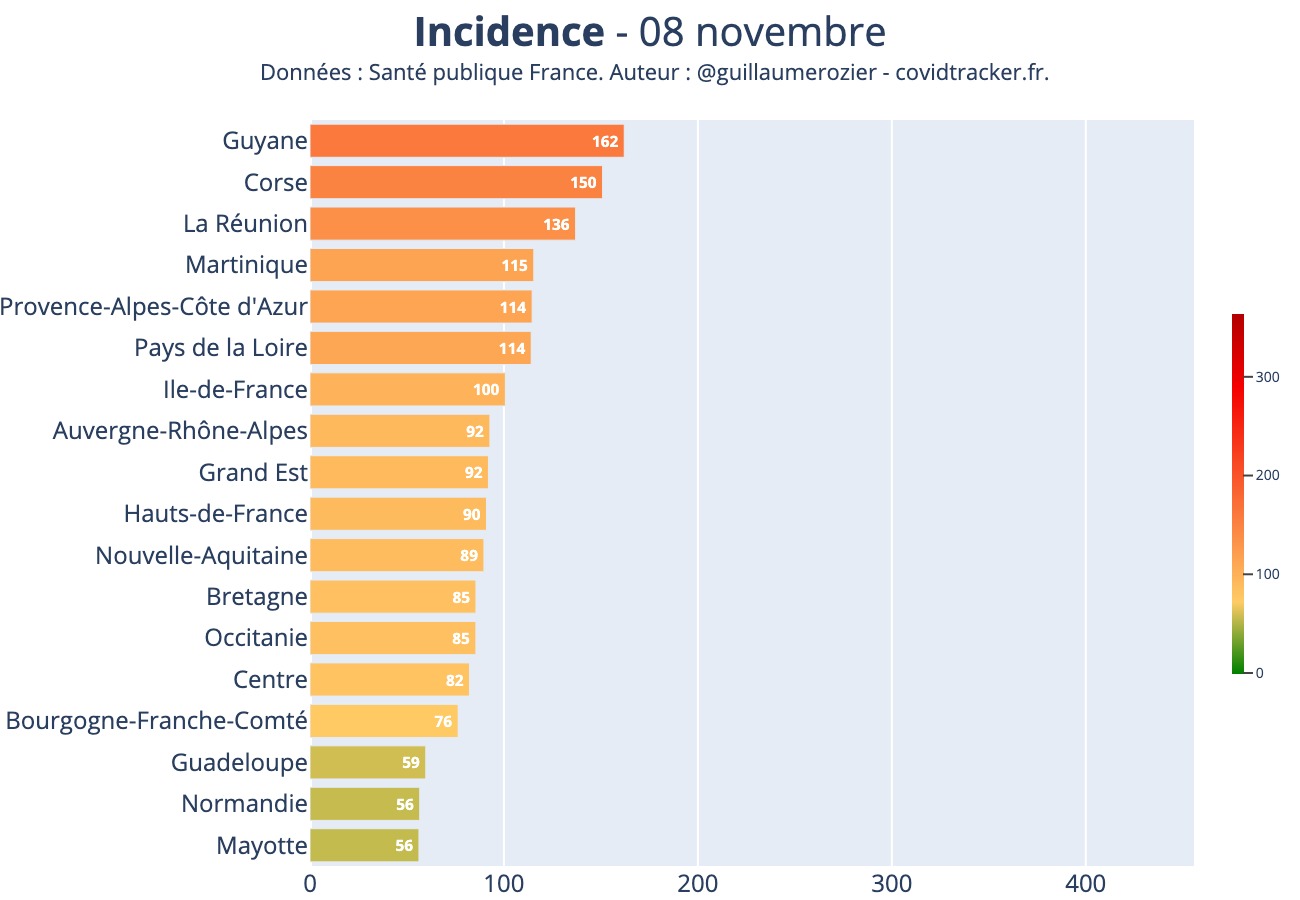 Incidence - 08 novembre
Données : Santé publique France. Auteur : @guillaumerozier - covidtracker.fr.
Guyane 162
Corse 150
La Réunion 136
Martinique 115
Provence-Alpes-Côte d'Azur 114
Pays de la Loire 114
Ile-de-France 100
Auvergne-Rhône-Alpes 92
Grand Est 92
Hauts-de-France 90
Nouvelle-Aquitaine 89
Bretagne 85
Occitanie 85
Centre 82
Bourgogne-Franche-Comté 76
Guadeloupe 59
Normandie 56
Mayotte 56
0 100 200 300 400
300
200
100
0